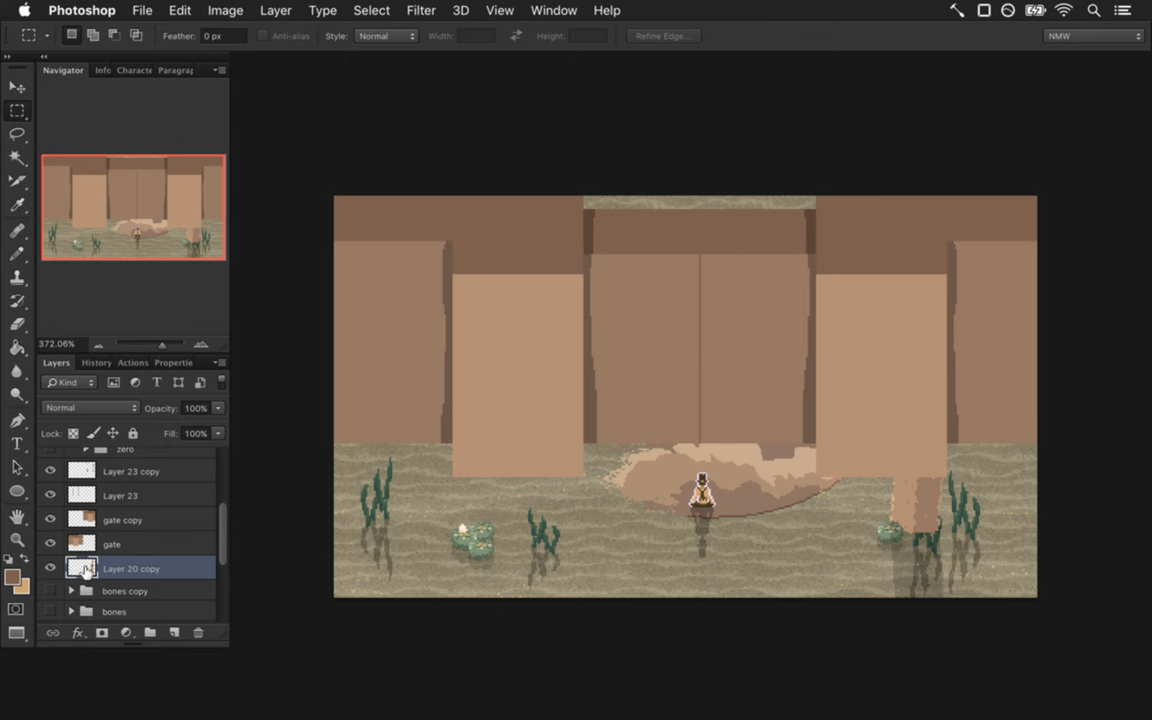 Photoshop File Edit Image Layer Type Select Filter 3D View Window Help
Feather: 0 px Anti-alias Style: Normal Width: Height: Refine Edge... NMW
Navigator Info Characte Paragrap
372.06%
Layers History Actions Propertie
Kind
Normal Opacity: 100%
Lock: Fill: 100%
zero
Layer 23 copy
Layer 23
gate copy
gate
Layer 20 copy
bones copy
bones